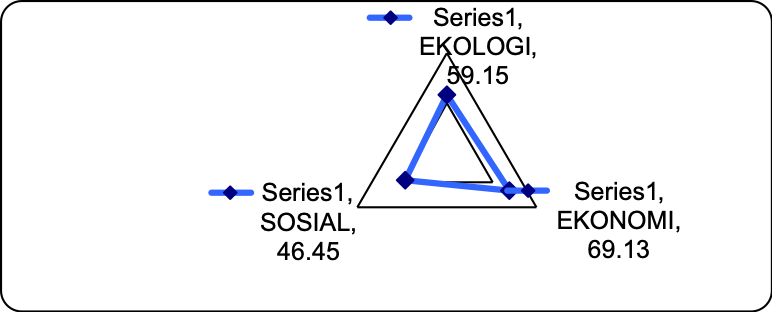 Series1,
EKOLOGI,
59.15
Series1,
SOSIAL,
46.45
Series1,
EKONOMI,
69.13